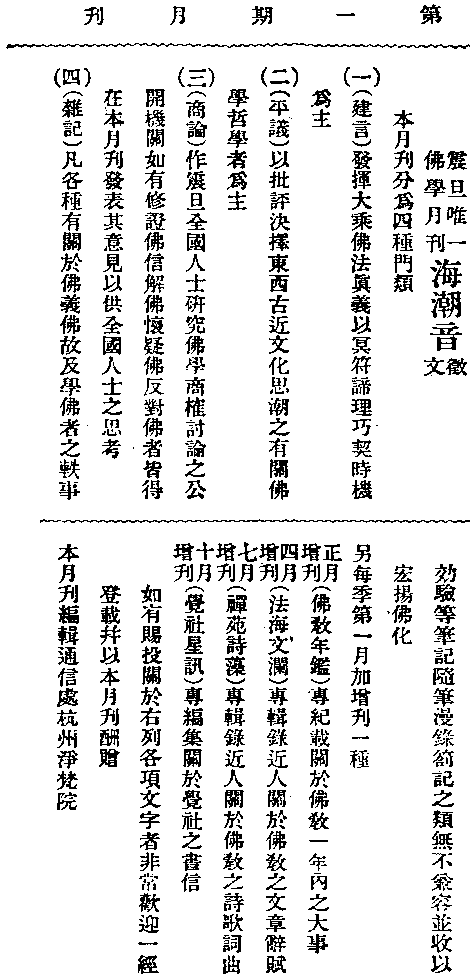 第一期月刊
震旦唯一佛學月刊海潮音徵文
本月刊分爲四種門類
(一)(建言)發揮大乘佛法眞義以冥符諦理巧契時機
爲主
(二)(平議)以批評決擇東西古近文化思潮之有關佛
學哲學者爲主
(三)(商論)作震旦全國人士研究佛學商榷討論之公
開機關如有修證佛信解佛懷疑佛反對佛者皆得
在本月刊發表其意見以供全國人士之思考
(四)(雜記)凡各種有關於佛義佛故及學佛者之軼事
効驗等筆記隨筆漫錄箚記之類無不兼容並收以
宏揚佛化
另每季第一月加增刊一種
正月增刊(佛敎年鑑)專紀載關於佛敎一年內之大事
四月增刊(法海文瀾)專輯錄近人關於佛敎之文章辭賦
七月增刊(禪苑詩藻)專輯錄近人關於佛敎之詩歌詞曲
十月增刊(覺社星訊)專編集關於覺社之書信
如有賜投關於右列各項文字者非常歡迎一經
登載幷以本月刊酬贈
本月刊編輯通信處杭州淨梵院